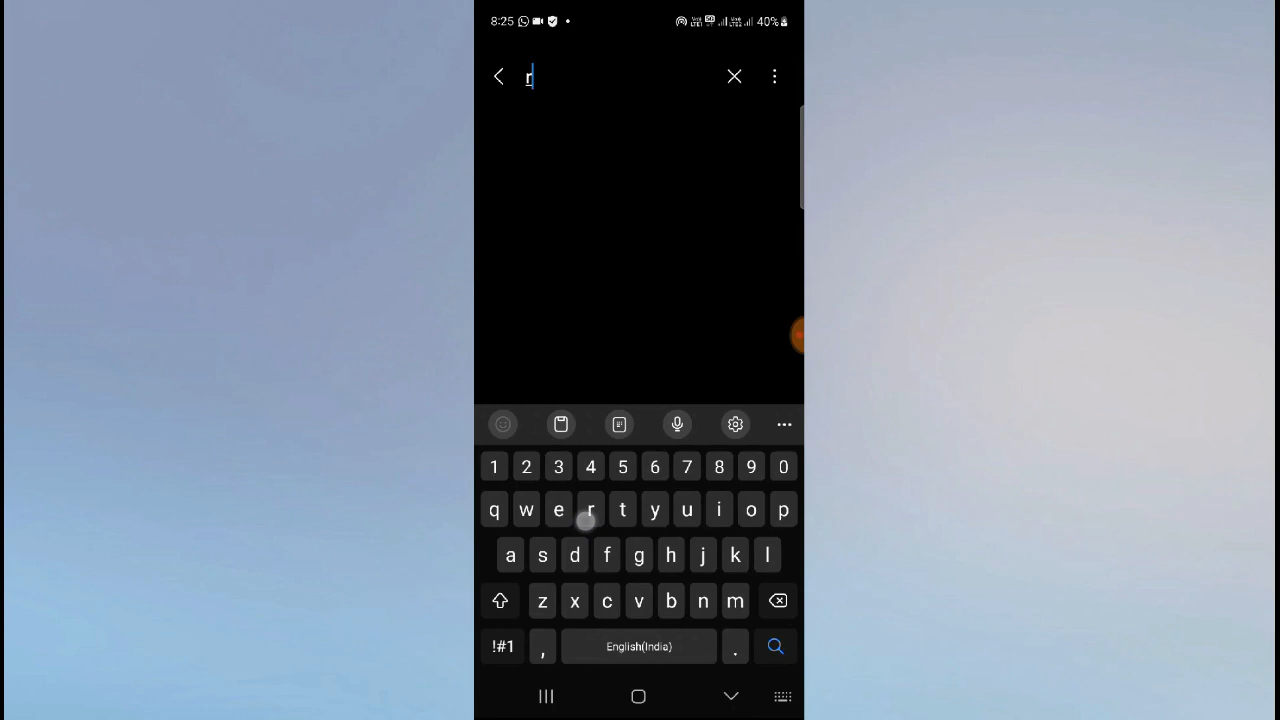 8:25 40%
r
1 2 3 4 5 6 7 8 9 0
q w e r t y u i o p
a s d f g h j k l
z x c v b n m
!#1 , English(India) .